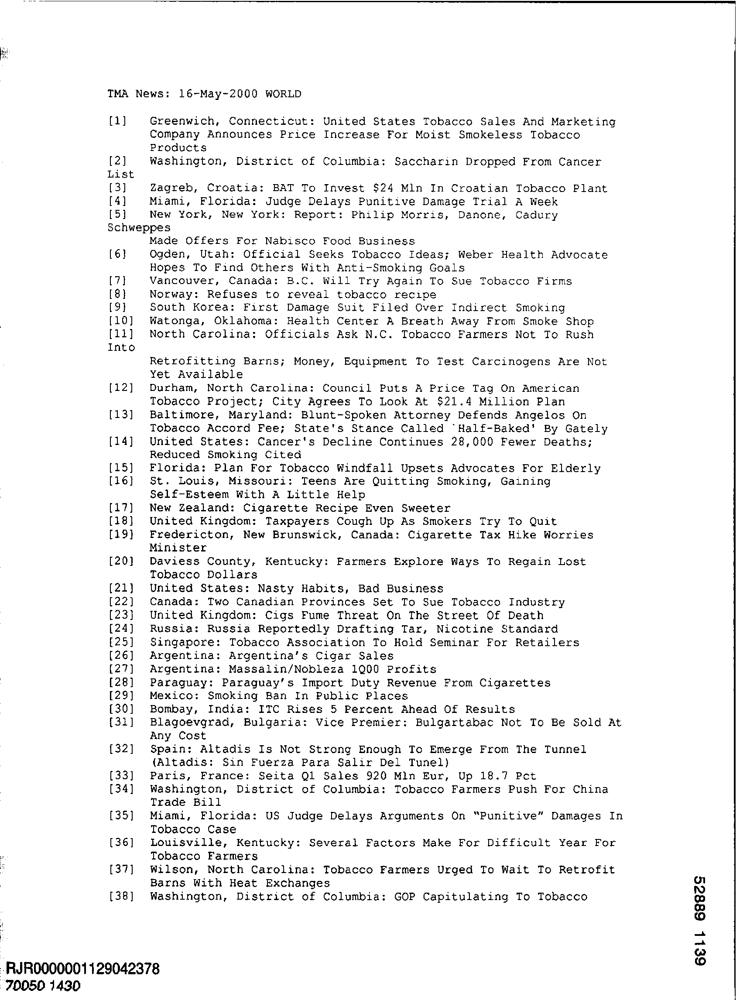 TMA News: 16-May-2000 WORLD
[1] Greenwich, Connecticut: United States Tobacco Sales And Marketing
Company Announces Price Increase For Moist Smokeless Tobacco
Products
[2] Washington, District of Columbia: Saccharin Dropped From Cancer
List
[3] Zagreb, Croatia: BAT To Invest $24 Mln In Croatian Tobacco Plant
[4] Miami, Florida: Judge Delays Punitive Damage Trial A Week
[5] New York, New York: Report: Philip Morris, Danone, Cadury
Schweppes
Made Offers For Nabisco Food Business
[6] Ogden, Utah: Official Seeks Tobacco Ideas; Weber Health Advocate
Hopes To Find Others With Anti-Smoking Goals
[7] Vancouver, Canada: B.C. Will Try Again To Sue Tobacco Firms
[8] Norway: Refuses to reveal tobacco recipe
[9] South Korea: First Damage Suit Filed Over Indirect Smoking
[10] Watonga, Oklahoma: Health Center A Breath Away From Smoke Shop
[11] North Carolina: Officials Ask N.C. Tobacco Farmers Not To Rush
Into
Retrofitting Barns; Money, Equipment To Test Carcinogens Are Not
Yet Available
[12] Durham, North Carolina: Council Puts A Price Tag On American
Tobacco Project; City Agrees To Look At $21.4 Million Plan
[13] Baltimore, Maryland: Blunt-Spoken Attorney Defends Angelos On
Tobacco Accord Fee; State's Stance Called `Half-Baked' By Gately
[14] United States: Cancer's Decline Continues 28,000 Fewer Deaths;
Reduced Smoking Cited
[15] Florida: Plan For Tobacco Windfall Upsets Advocates For Elderly
[16] St. Louis, Missouri: Teens Are Quitting Smoking, Gaining
Self-Esteem With A Little Help
[17] New Zealand: Cigarette Recipe Even Sweeter
[18] United Kingdom: Taxpayers Cough Up As Smokers Try To Quit
[19] Fredericton, New Brunswick, Canada: Cigarette Tax Hike Worries
Minister
[20] Daviess County, Kentucky: Farmers Explore Ways To Regain Lost
Tobacco Dollars
[21] United States: Nasty Habits, Bad Business
[22] Canada: Two Canadian Provinces Set To Sue Tobacco Industry
[23] United Kingdom: Cigs Fume Threat On The Street Of Death
[24] Russia: Russia Reportedly Drafting Tar, Nicotine Standard
[25] Singapore: Tobacco Association To Hold Seminar For Retailers
[26] Argentina: Argentina's Cigar Sales
[27] Argentina: Massalin/Nobleza 1Q00 Profits
[28] Paraguay: Paraguay's Import Duty Revenue From Cigarettes
[29] Mexico: Smoking Ban In Public Places
[30] Bombay, India: ITC Rises 5 Percent Ahead Of Results
[31] Blagoevgrad, Bulgaria: Vice Premier: Bulgartabac Not To Be Sold At
Any Cost
[32] Spain: Altadis Is Not Strong Enough To Emerge From The Tunnel
(Altadis: Sin Fuerza Para Salir Del Tunel)
[33] Paris, France: Seita Q1 Sales 920 Mln Eur, Up 18.7 Pct
[34] Washington, District of Columbia: Tobacco Farmers Push For China
Trade Bill
[35] Miami, Florida: US Judge Delays Arguments On "Punitive" Damages In
Tobacco Case
[36] Louisville, Kentucky: Several Factors Make For Difficult Year For
Tobacco Farmers
[37] Wilson, North Carolina: Tobacco Farmers Urged To Wait To Retrofit
Barns With Heat Exchanges
[38] Washington, District of Columbia: GOP Capitulating To Tobacco
52889 1139
RJR0000001129042378
70050 1430